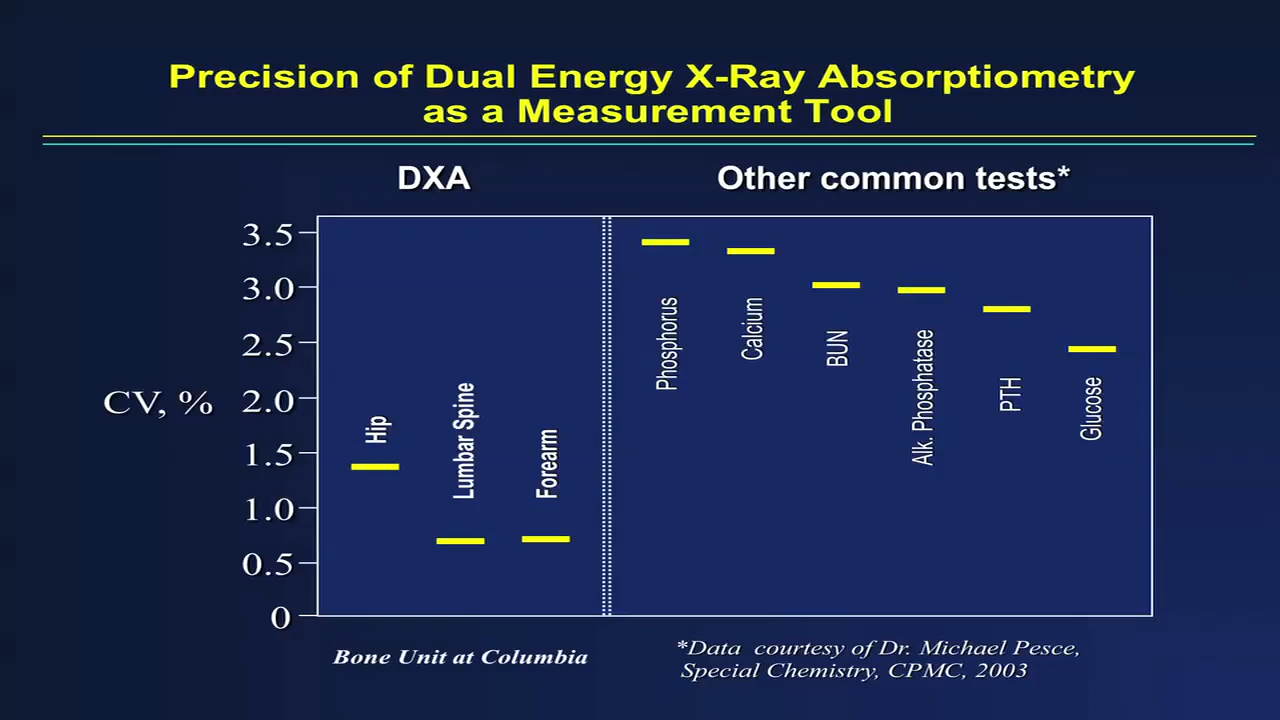 Precision of Dual Energy X-Ray Absorptiometry
as a Measurement Tool
DXA
Other common tests*
CV, %
3.5
3.0
2.5
2.0
1.5
1.0
0.5
0
Hip
Lumbar Spine
Forearm
Phosphorus
Calcium
BUN
Alk. Phosphatase
PTH
Glucose
Bone Unit at Columbia
*Data courtesy of Dr. Michael Pesce,
Special Chemistry, CPMC, 2003